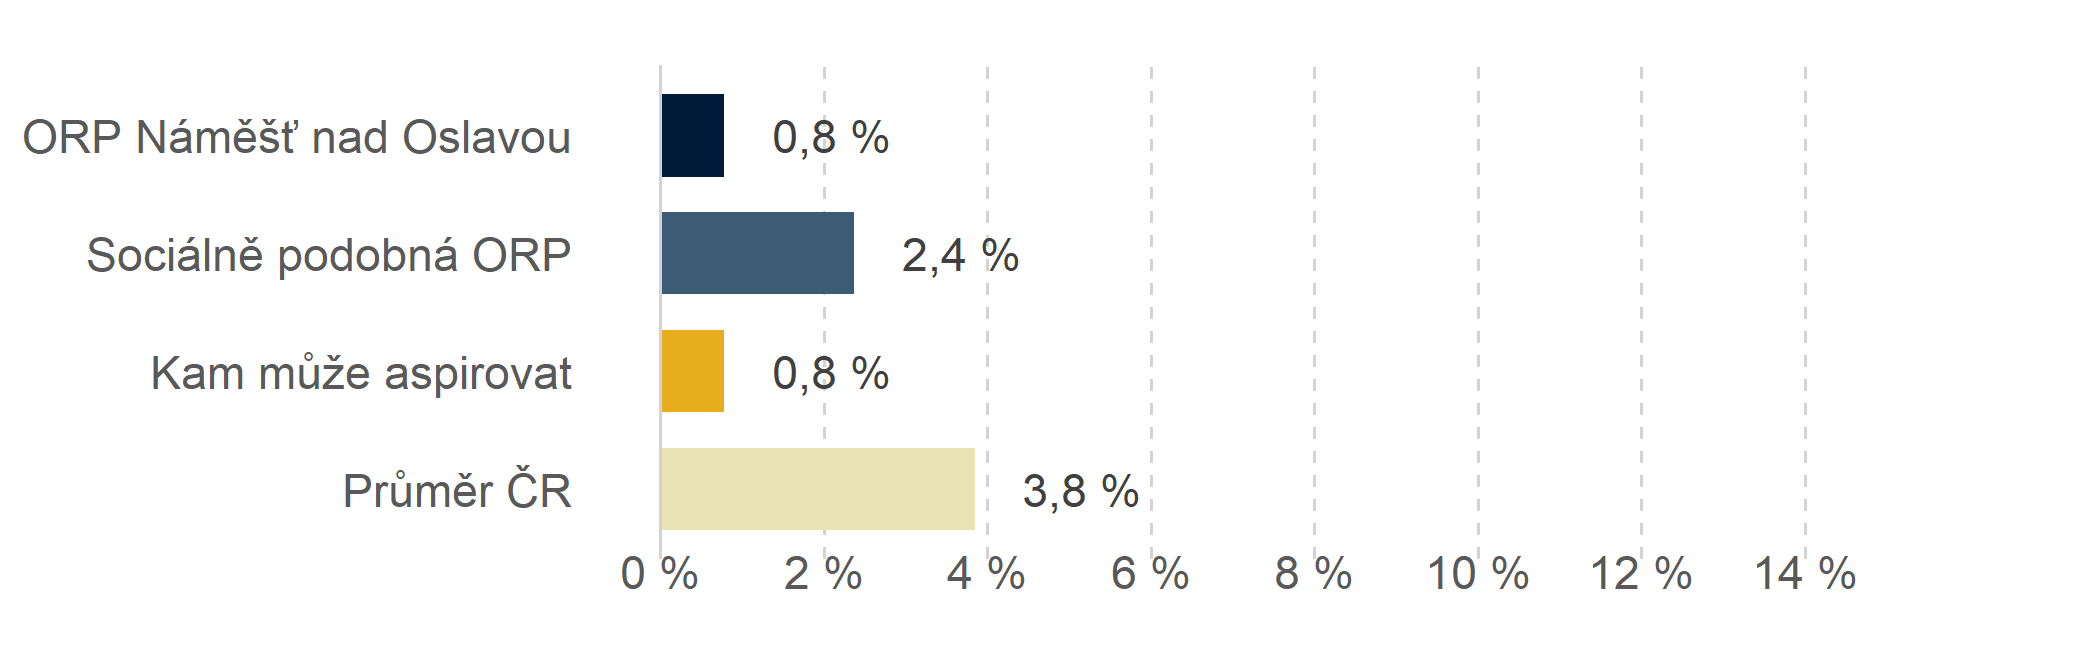 ORP Náměšť nad Oslavou
0,8 %
Sociálně podobná ORP
2,4 %
Kam může aspirovat
0,8 %
Průměr ČR
3,8 %
0 % 2 % 4 % 6 % 8 % 10 % 12 % 14 %